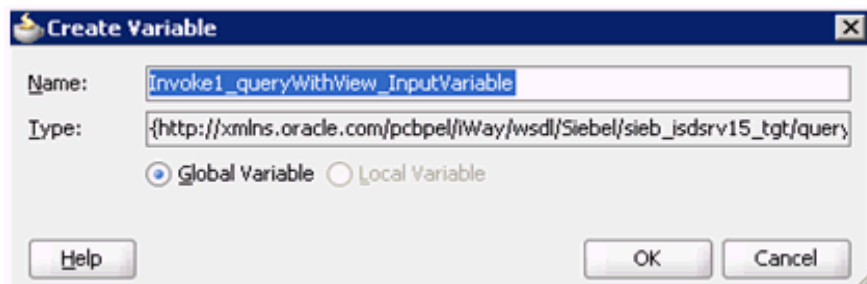 Create Variable
Name: Invoke1_queryWithView_InputVariable
Type: {http://xmlns.oracle.com/pcbpel/iWay/wsdl/Siebel/sieb_jsdsrv15_tgt/query
Global Variable Local Variable
Help OK Cancel